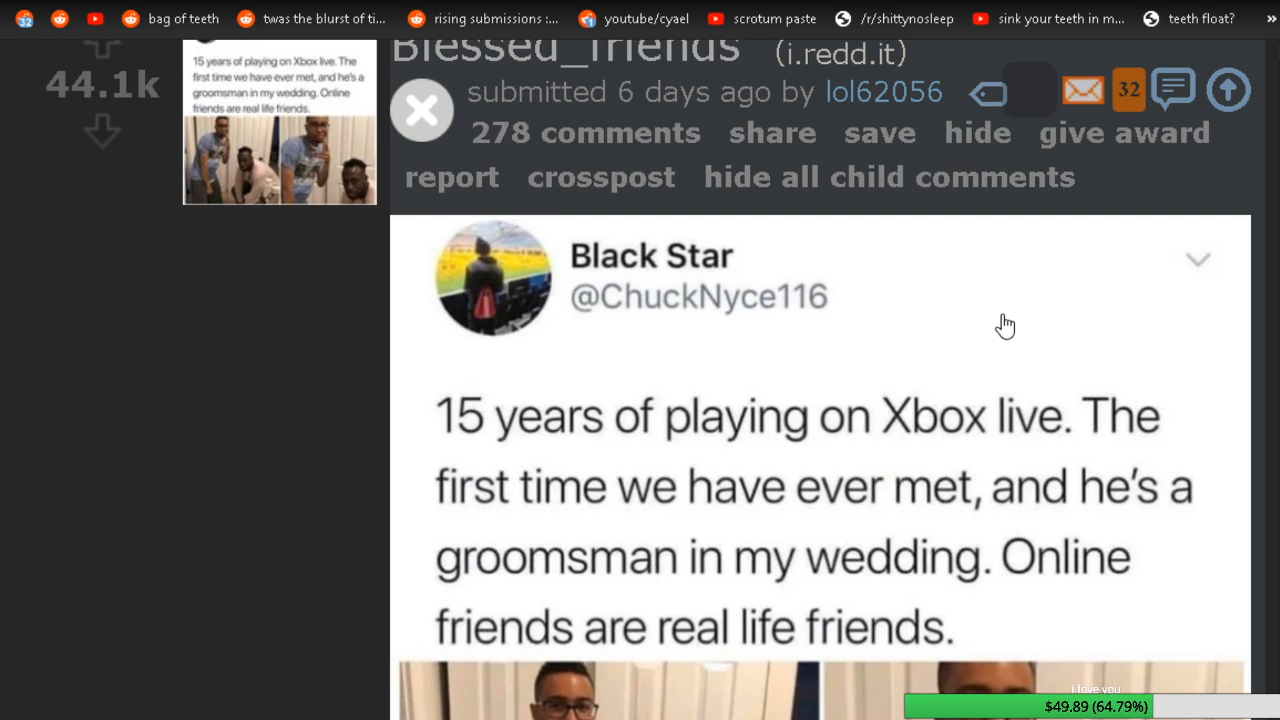 32 bag of teeth twas the blurst of ti... rising submissions :... 1 youtube/cyael scrotum paste /r/shittynosleep sink your teeth in m... teeth float? »
44.1k
15 years of playing on Xbox live. The
first time we have ever met, and he's a
groomsman in my wedding. Online
friends are real life friends.
Blessed_friends (i.redd.it)
submitted 6 days ago by lol62056 32
278 comments share save hide give award
report crosspost hide all child comments
Black Star
@ChuckNyce116
15 years of playing on Xbox live. The
first time we have ever met, and he's a
groomsman in my wedding. Online
friends are real life friends.
i love you
$49.89 (64.79%)